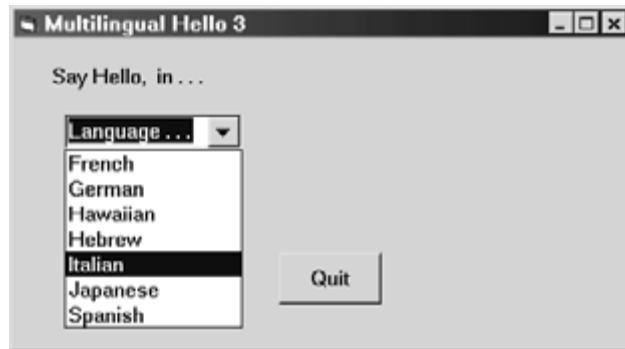 Multilingual Hello 3
Say Hello, in . . .
Language . . .
French
German
Hawaiian
Hebrew
Italian
Japanese
Spanish
Quit